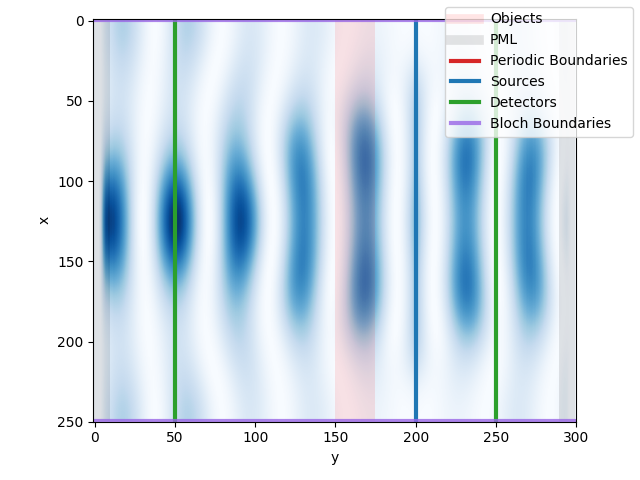 Objects
PML
Periodic Boundaries
Sources
Detectors
Bloch Boundaries
0
50
100
150
200
250
x
0 50 100 150 200 250 300
y